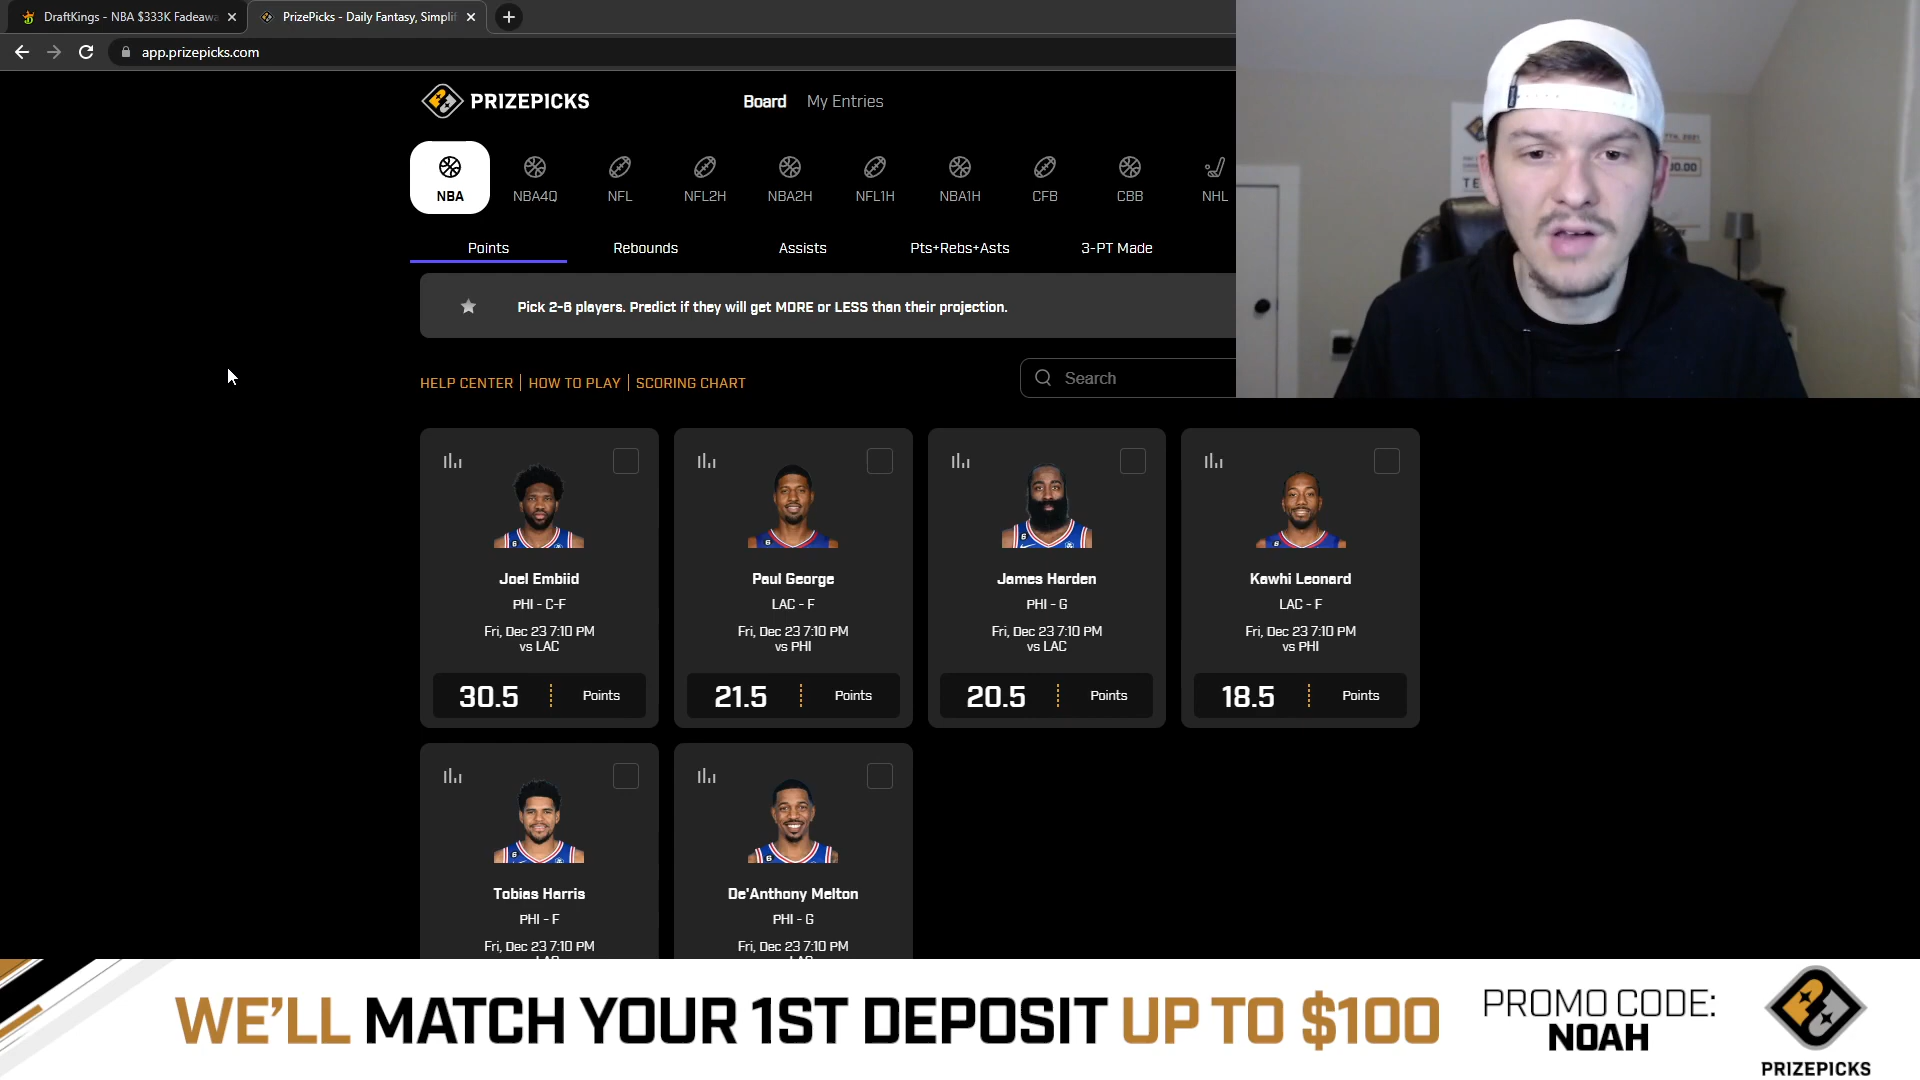 DraftKings - NBA $333K Fadeawa
PrizePicks - Daily Fantasy, Simplif
app.prizepicks.com
PRIZEPICKS
Board
My Entries
NBA
NBA4Q
NFL
NFL2H
NBA2H
NFL1H
NBA1H
CFB
CBB
NHL
Points
Rebounds
Assists
Pts+Rebs+Asts
3-PT Made
Pick 2-6 players. Predict if they will get MORE or LESS than their projection.
HELP CENTER | HOW TO PLAY | SCORING CHART
Search
Joel Embiid
PHI - C-F
Fri, Dec 23 7:10 PM
vs LAC
30.5
Points
Paul George
LAC - F
Fri, Dec 23 7:10 PM
vs PHI
21.5
Points
James Harden
PHI - G
Fri, Dec 23 7:10 PM
vs LAC
20.5
Points
Kawhi Leonard
LAC - F
Fri, Dec 23 7:10 PM
vs PHI
18.5
Points
Tobias Harris
PHI - F
Fri, Dec 23 7:10 PM
De'Anthony Melton
PHI - G
Fri, Dec 23 7:10 PM
WE'LL MATCH YOUR 1ST DEPOSIT UP TO $100
PROMO CODE:
NOAH
PRIZEPICKS